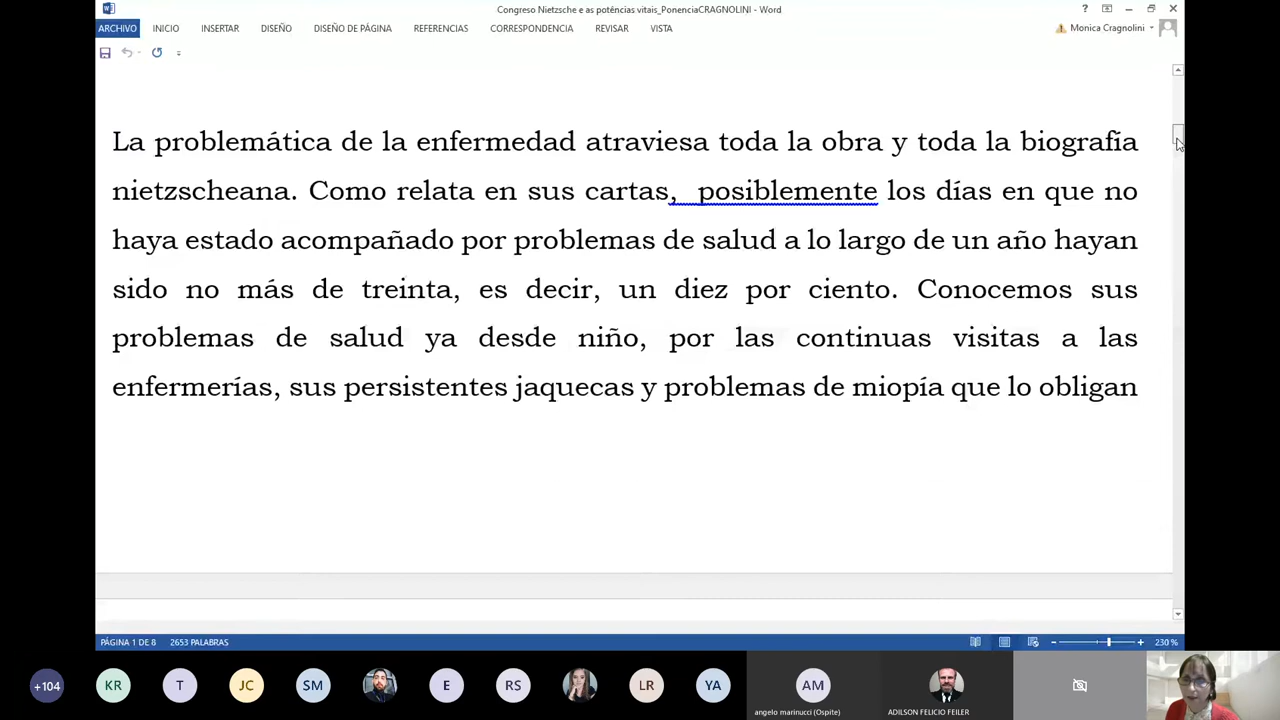 Congreso Nietzsche e as potências vitais_PonenciaCRAGNOLINI - Word
ARCHIVO INICIO INSERTAR DISEÑO DISEÑO DE PÁGINA REFERENCIAS CORRESPONDENCIA REVISAR VISTA Monica Cragnolini
La problemática de la enfermedad atraviesa toda la obra y toda la biografía
nietzscheana. Como relata en sus cartas, posiblemente los días en que no
haya estado acompañado por problemas de salud a lo largo de un año hayan
sido no más de treinta, es decir, un diez por ciento. Conocemos sus
problemas de salud ya desde niño, por las continuas visitas a las
enfermerías, sus persistentes jaquecas y problemas de miopía que lo obligan
PÁGINA 1 DE 8 2653 PALABRAS 230 %
+104 KR T JC SM E RS LR YA AM
angelo marinucci (Ospite) ADILSON FELICIO FEILER